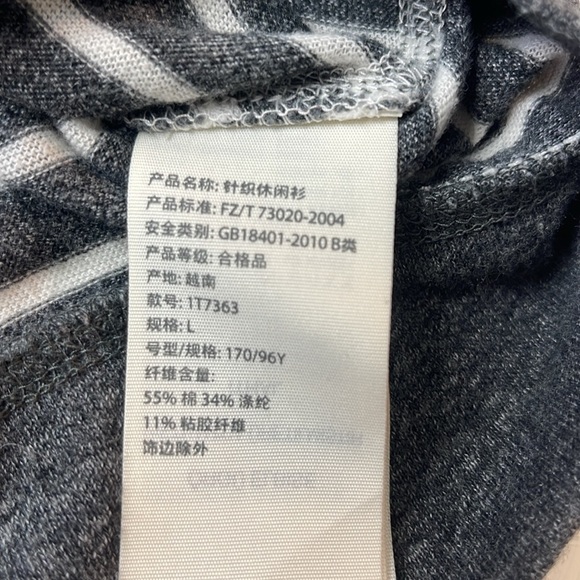 产品名称: 针织休闲衫
产品标准: FZ/T 73020-2004
安全类别: GB18401-2010 B类
产品等级: 合格品
产地: 越南
款号: 1T7363
规格: L
号型/规格: 170/96Y
纤维含量:
55% 棉 34% 涤纶
11% 粘胶纤维
饰边除外